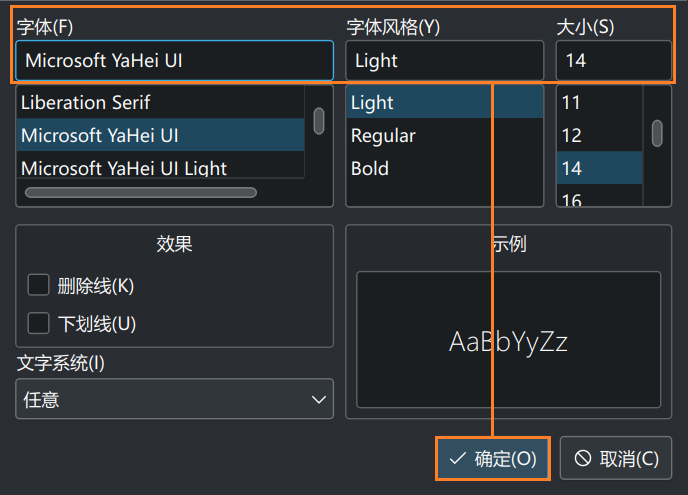 字体(F) 字体风格(Y) 大小(S)
Microsoft YaHei UI Light 14
Liberation Serif Light 11
Microsoft YaHei UI Regular 12
Microsoft YaHei UI Light Bold 14
16
效果 示例
删除线(K)
下划线(U)
AaBbYyZz
文字系统(I)
任意
确定(O) 取消(C)